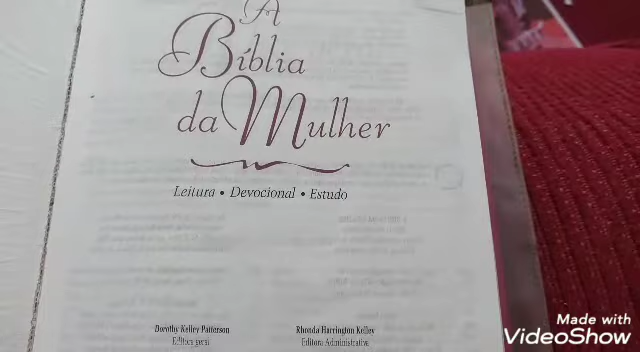 A
Bíblia
da Mulher
Leitura • Devocional • Estudo
Dorothy Kelley Patterson
Editora geral
Rhonda Harrington Kelley
Editora Administrativa
Made with
VideoShow